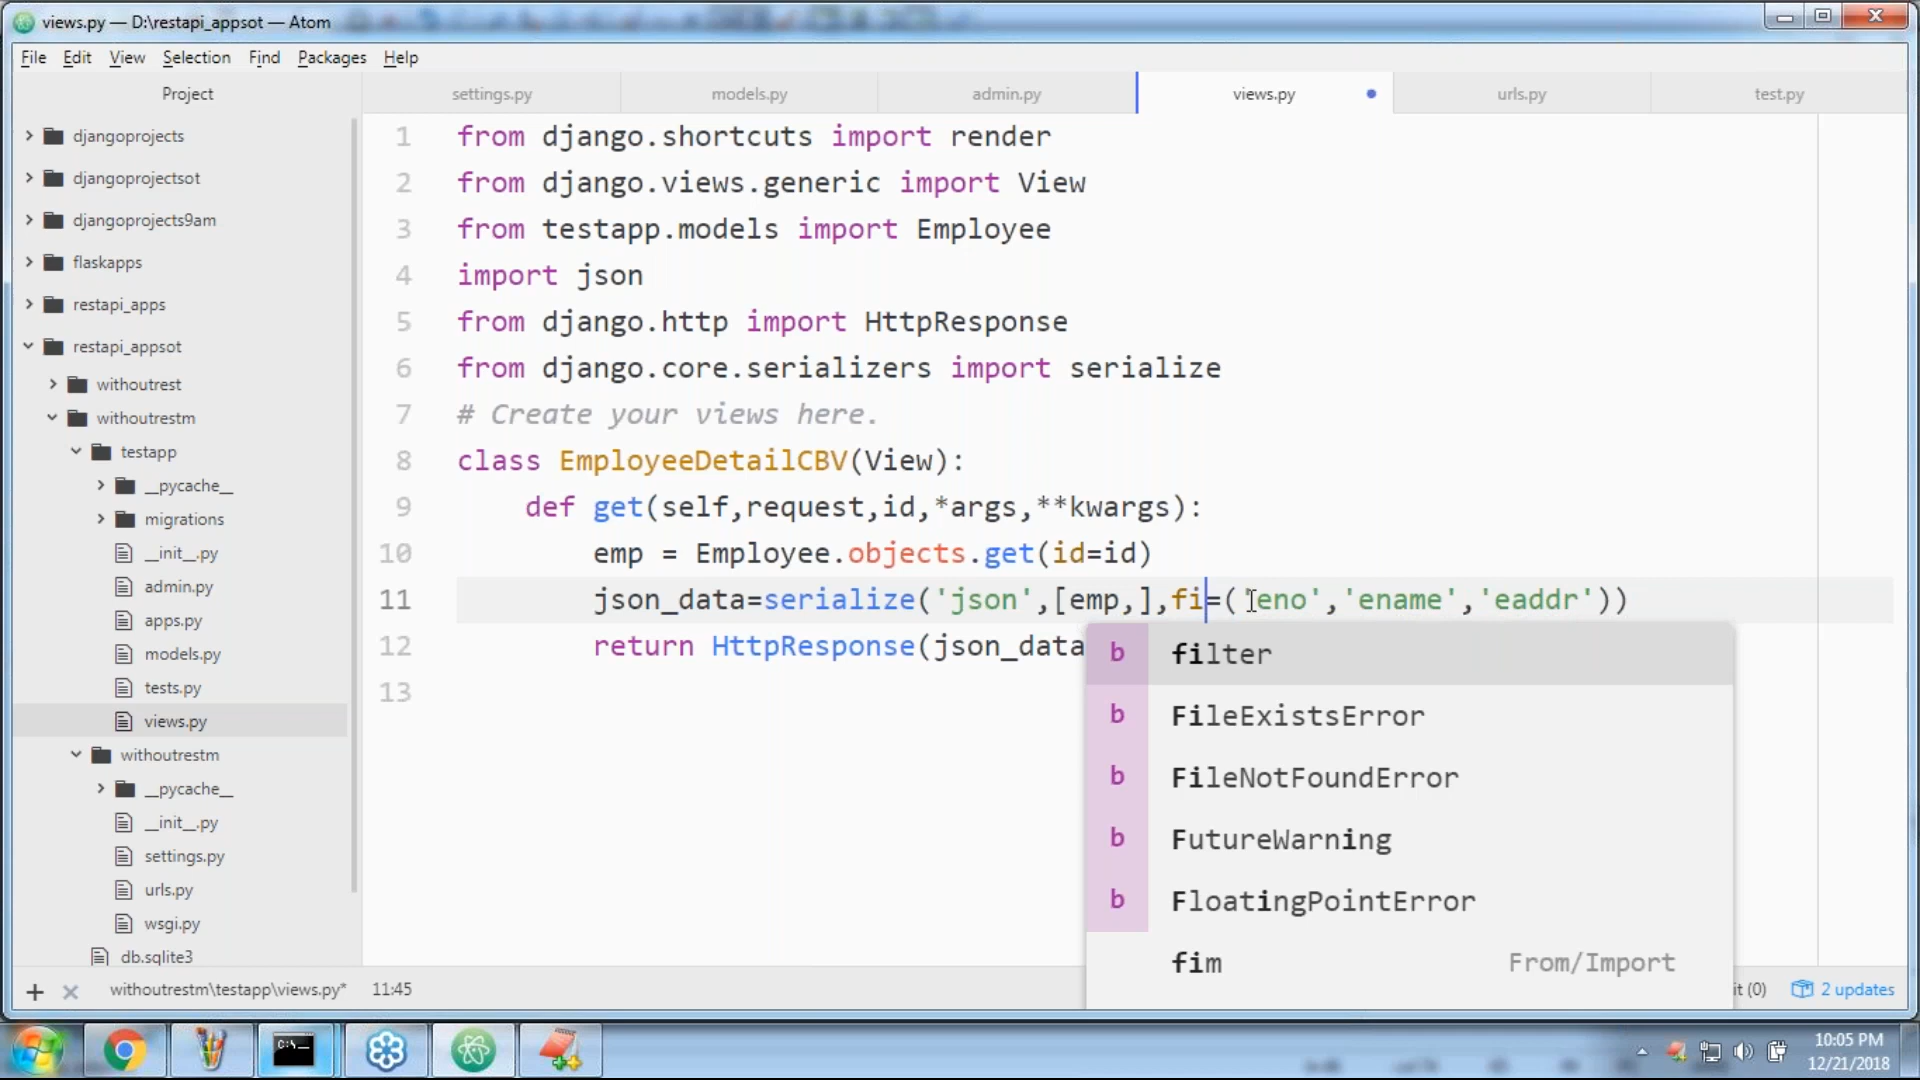 views.py — D:\restapi_appsot — Atom
File Edit View Selection Find Packages Help
Project
settings.py models.py admin.py views.py urls.py test.py
djangoprojects
djangoprojectsot
djangoprojects9am
flaskapps
restapi_apps
restapi_appsot
withoutrest
withoutrestm
testapp
__pycache__
migrations
__init__.py
admin.py
apps.py
models.py
tests.py
views.py
withoutrestm
__pycache__
__init__.py
settings.py
urls.py
wsgi.py
db.sqlite3
1 from django.shortcuts import render
2 from django.views.generic import View
3 from testapp.models import Employee
4 import json
5 from django.http import HttpResponse
6 from django.core.serializers import serialize
7 # Create your views here.
8 class EmployeeDetailCBV(View):
9 def get(self,request,id,*args,**kwargs):
10 emp = Employee.objects.get(id=id)
11 json_data=serialize('json',[emp,],fi=('eno','ename','eaddr'))
12 return HttpResponse(json_data
13
b filter
b FileExistsError
b FileNotFoundError
b FutureWarning
b FloatingPointError
fim From/Import
withoutrestm\testapp\views.py* 11:45
it (0) 2 updates
C:\_
10:05 PM
12/21/2018